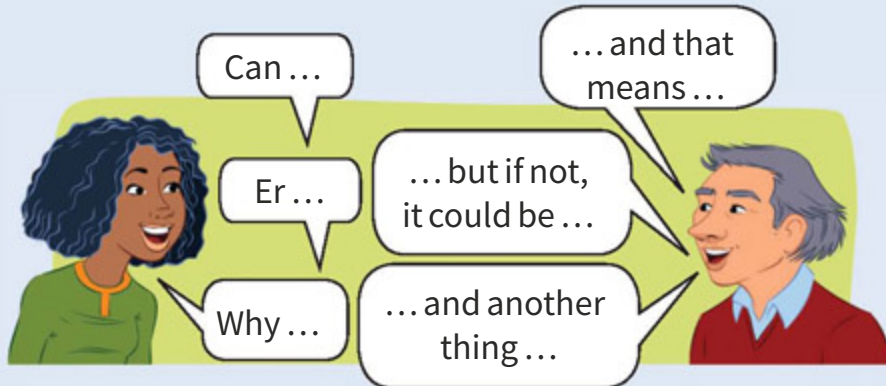 Can …
… and that
means …
Er …
… but if not,
it could be …
Why …
… and another
thing …